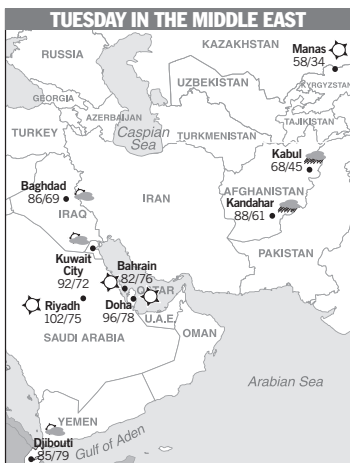 TUESDAY IN THE MIDDLE EAST
KAZAKHSTAN
Manas
58/34
RUSSIA
UZBEKISTAN
KYRGYZSTAN
GEORGIA
AZERBAIJAN
TAJIKISTAN
TURKEY
Caspian
Sea
TURKMENISTAN
Kabul
68/45
Baghdad
86/69
IRAQ
IRAN
AFGHANISTAN
Kandahar
88/61
Kuwait
City
92/72
PAKISTAN
Bahrain
82/76
QATAR
Riyadh
102/75
Doha
96/78
U.A.E.
SAUDI ARABIA
OMAN
Arabian Sea
YEMEN
Djibouti
85/79
Gulf of Aden